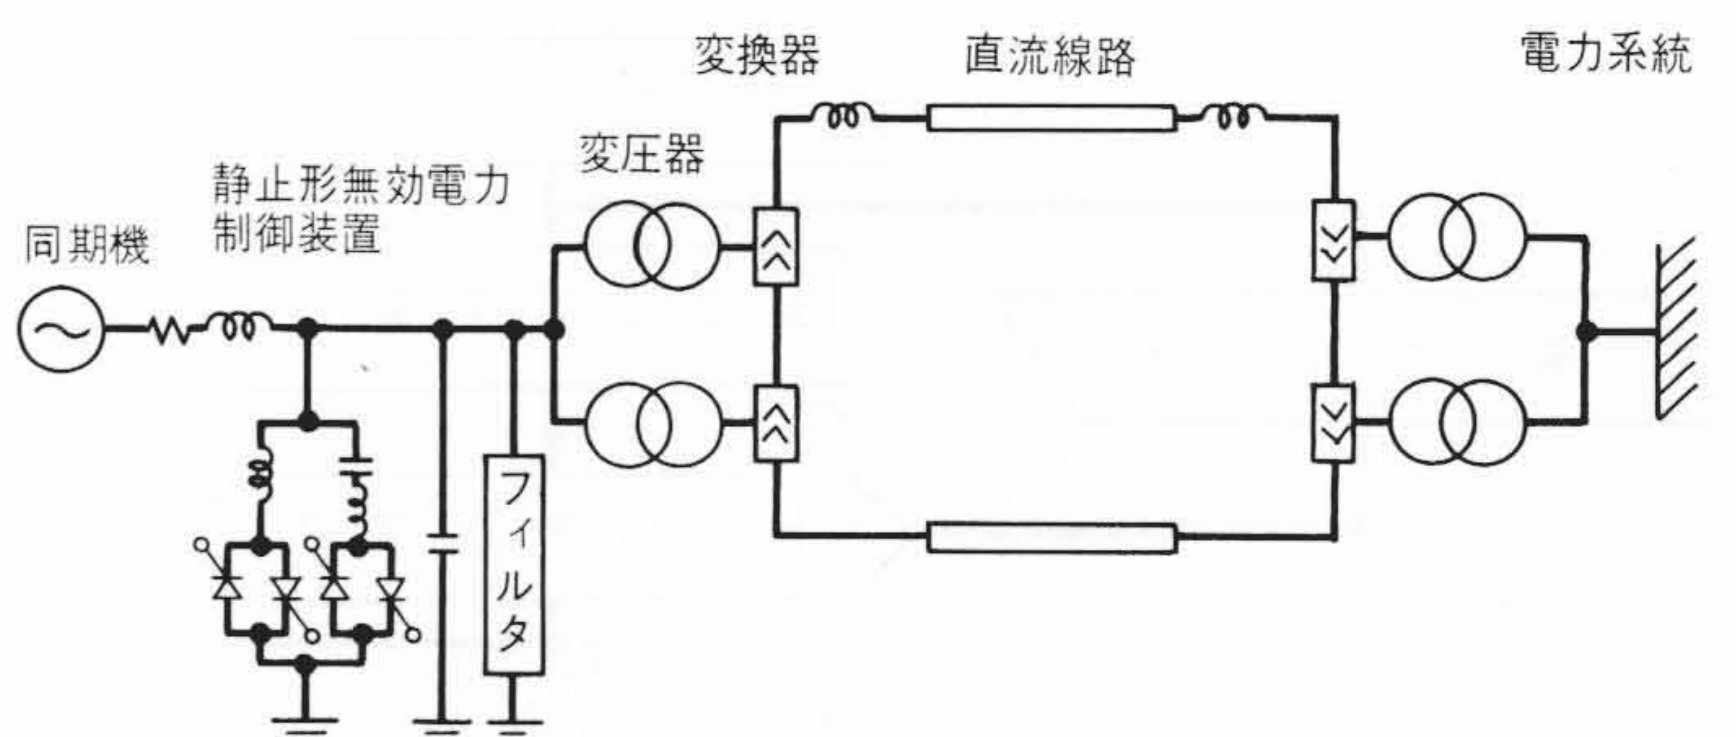 変換器
直流線路
電力系統
変圧器
静止形無効電力
制御装置
同期機
フィルタ